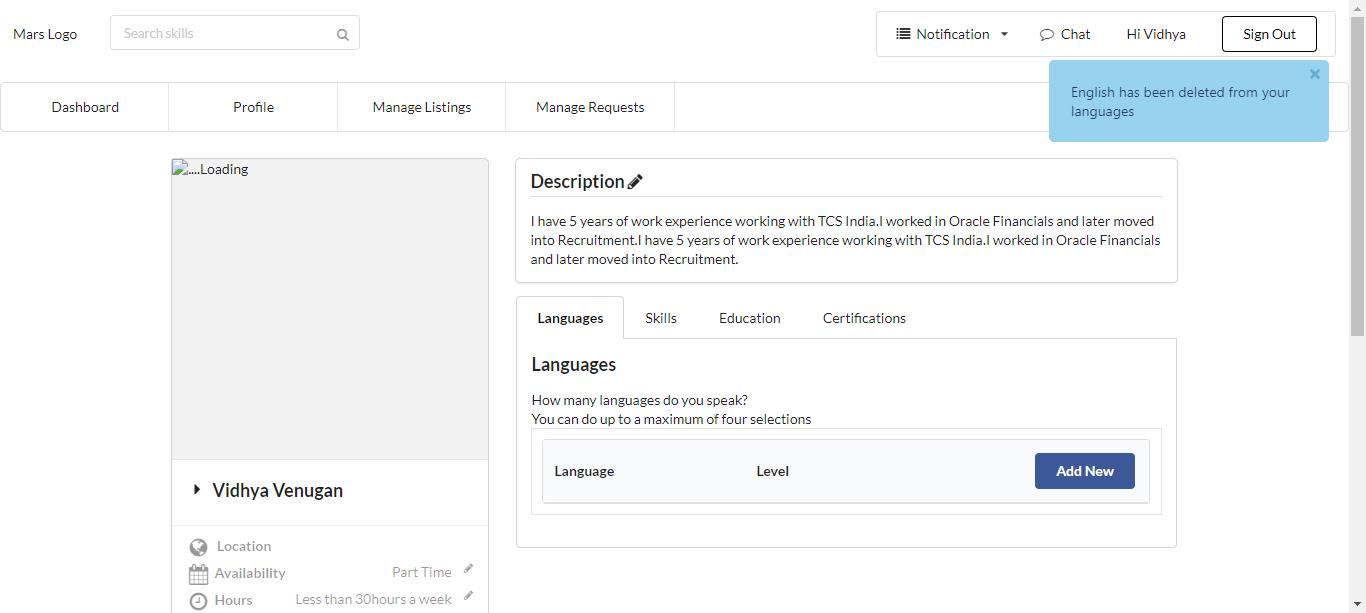 Mars Logo
Search skills
Notification
Chat
Hi Vidhya
Sign Out
English has been deleted from your
languages
Dashboard
Profile
Manage Listings
Manage Requests
....Loading
Vidhya Venugan
Location
Availability
Part Time
Hours
Less than 30hours a week
Description
I have 5 years of work experience working with TCS India.I worked in Oracle Financials and later moved
into Recruitment.I have 5 years of work experience working with TCS India.I worked in Oracle Financials
and later moved into Recruitment.
Languages
Skills
Education
Certifications
Languages
How many languages do you speak?
You can do up to a maximum of four selections
Language
Level
Add New